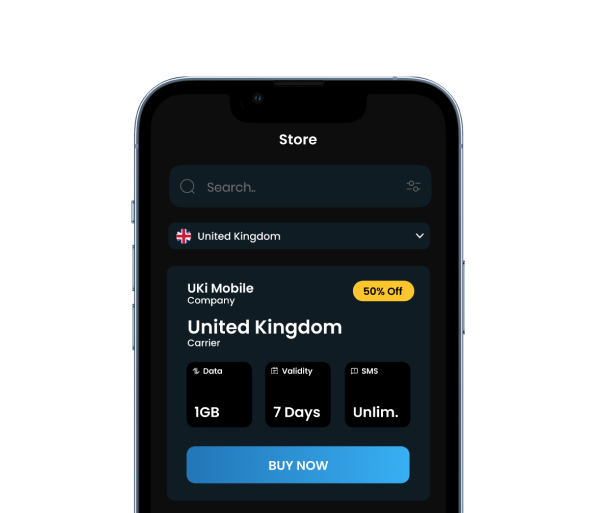 Store
Search..
United Kingdom
UKi Mobile
Company
50% Off
United Kingdom
Carrier
Data
Validity
SMS
1GB
7 Days
Unlim.
BUY NOW